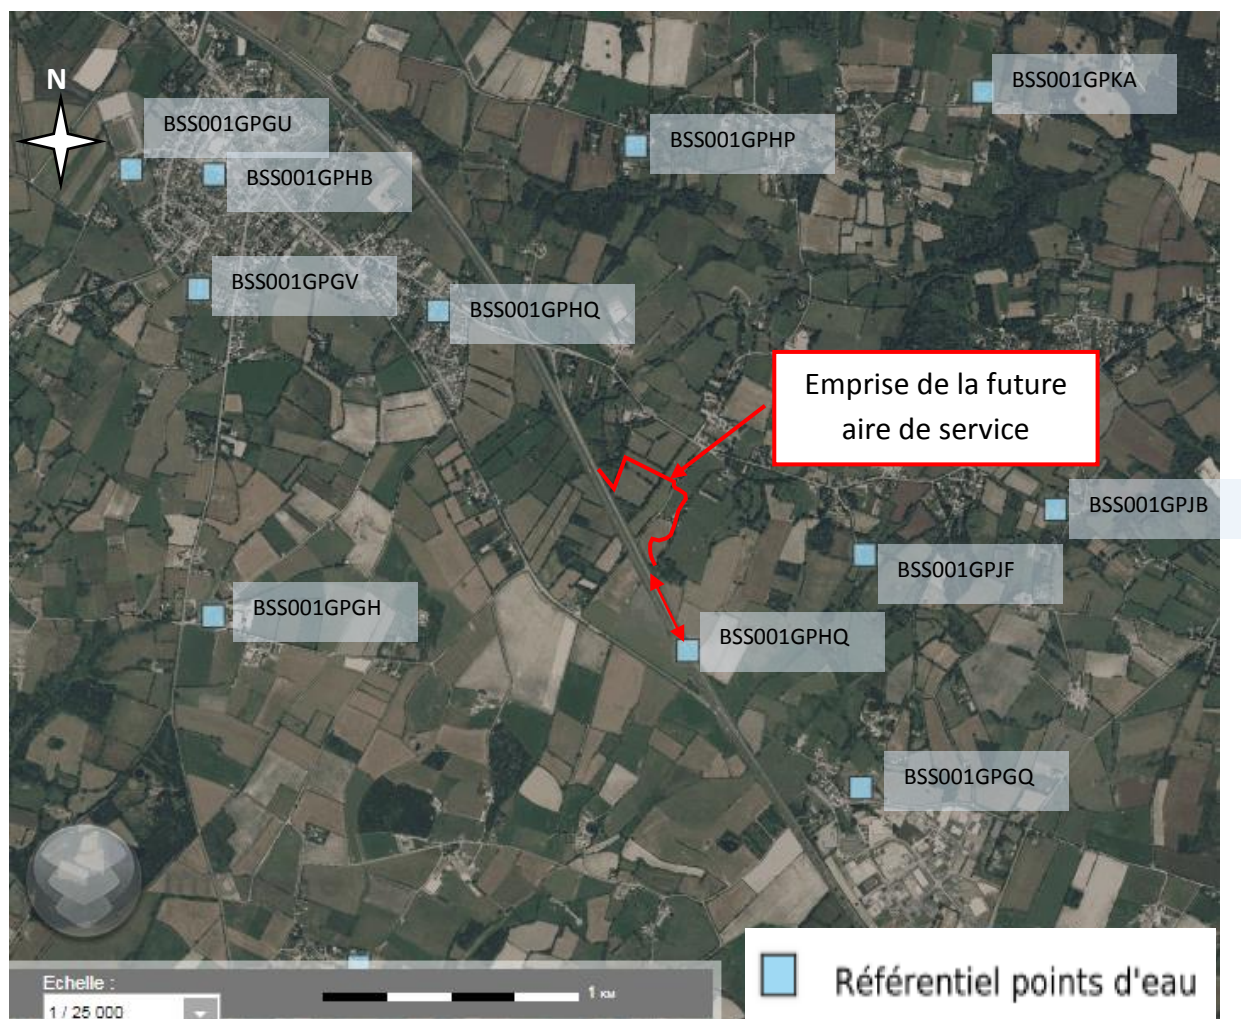 BSS001GPKA
N
BSS001GPGU
BSS001GPHP
BSS001GPHB
BSS001GPGV
BSS001GPHQ
Emprise de la future
aire de service
BSS001GPJB
BSS001GPJF
BSS001GPGH
BSS001GPHQ
BSS001GPGQ
Référentiel points d'eau
Echelle :
1 KM
1 / 25 000